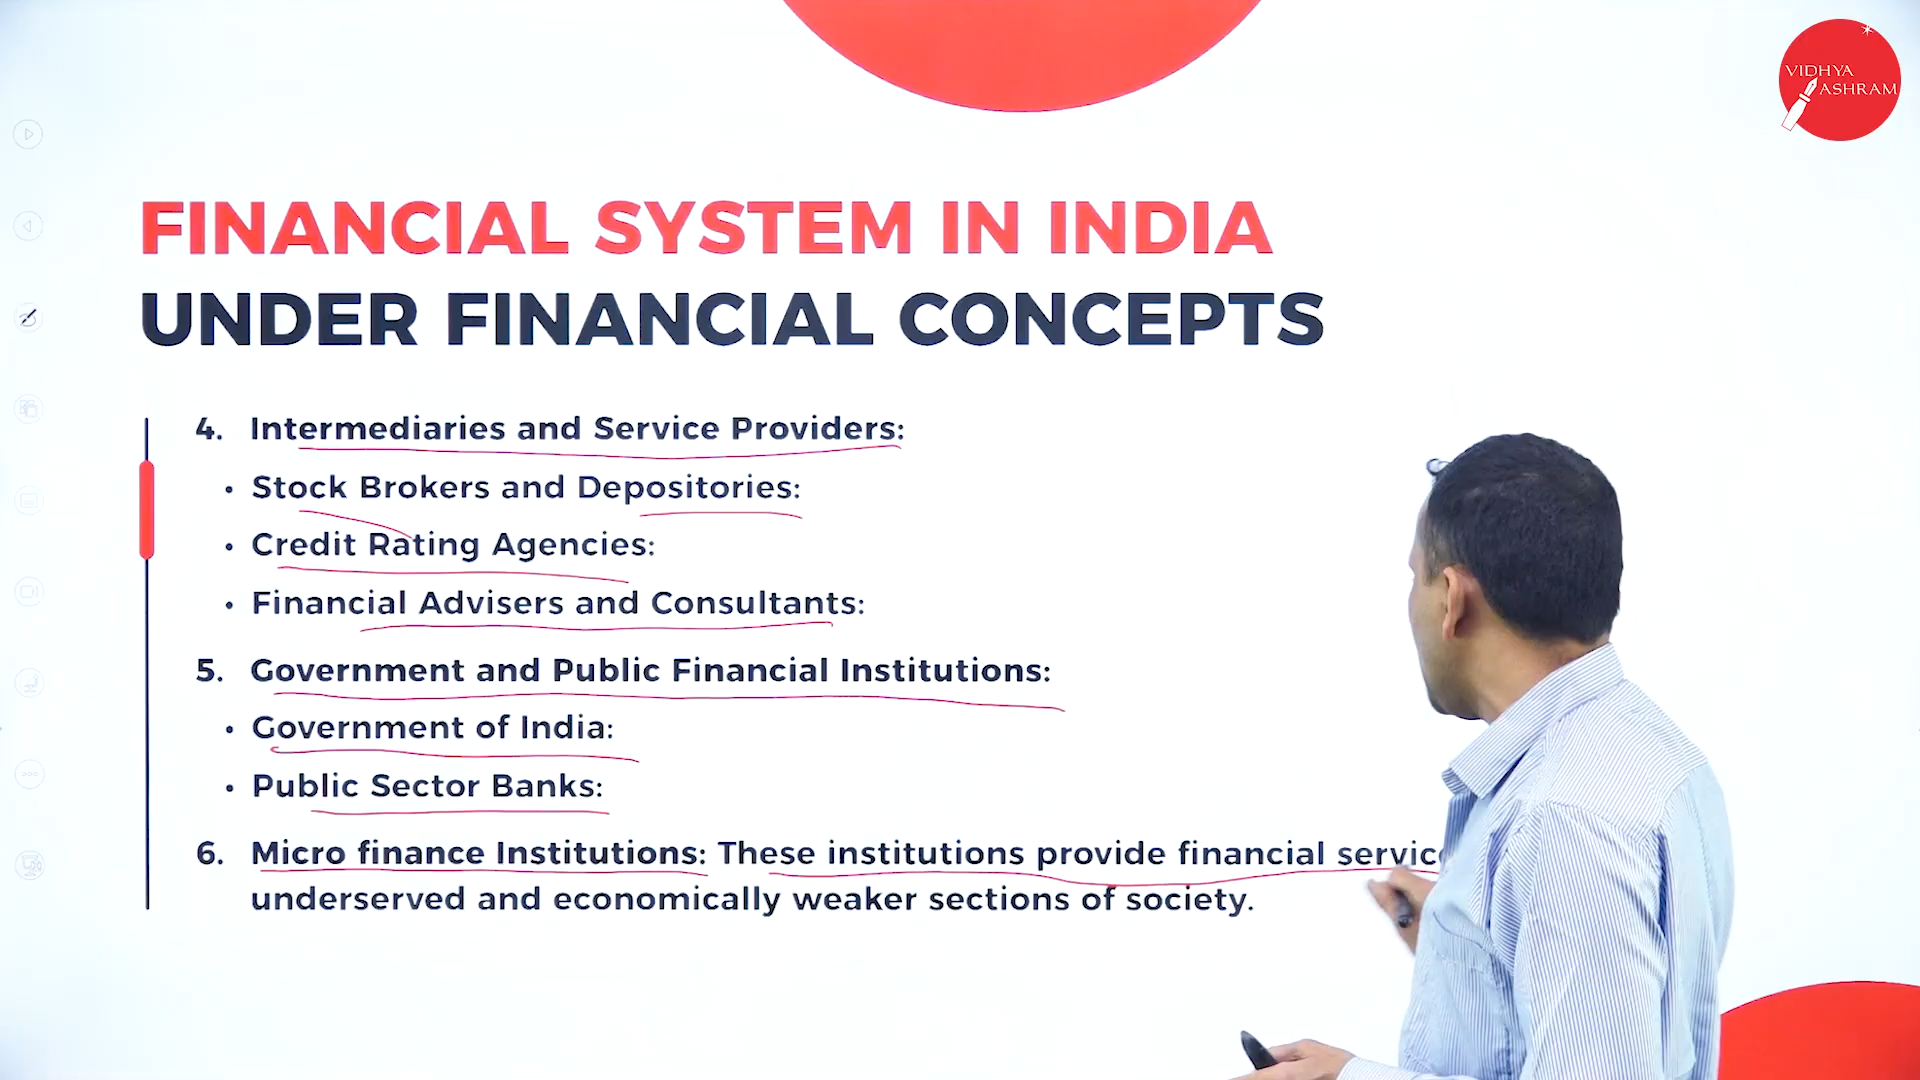 VIDHYA
ASHRAM
FINANCIAL SYSTEM IN INDIA
UNDER FINANCIAL CONCEPTS
4. Intermediaries and Service Providers:
• Stock Brokers and Depositories:
• Credit Rating Agencies:
• Financial Advisers and Consultants:
5. Government and Public Financial Institutions:
• Government of India:
• Public Sector Banks:
6. Micro finance Institutions: These institutions provide financial
underserved and economically weaker sections of society.